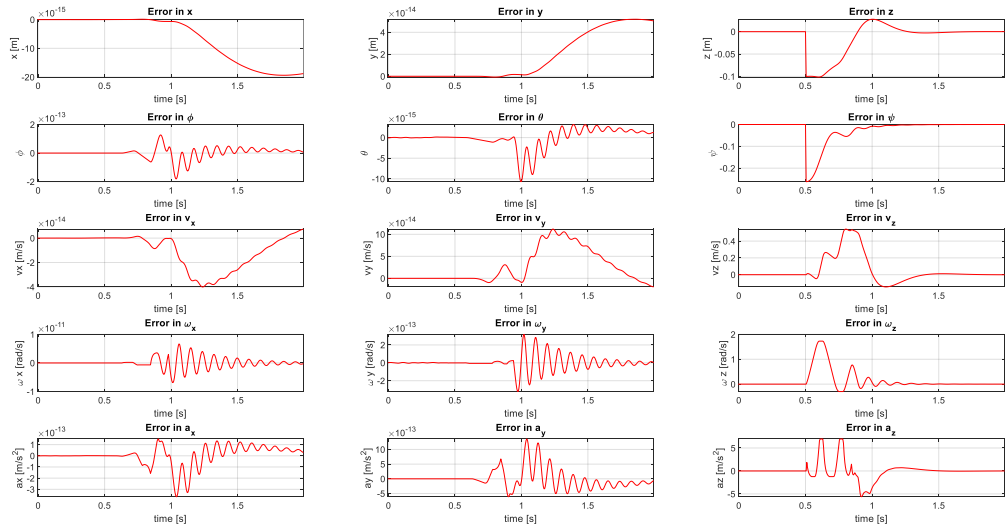 ×10⁻¹⁵ Error in x
0
-10
-20
x [m]
0 0.5 1 1.5
time [s]
×10⁻¹⁴ Error in y
4
2
0
y [m]
0 0.5 1 1.5
time [s]
Error in z
0
-0.05
-0.1
z [m]
0 0.5 1 1.5
time [s]
×10⁻¹³ Error in ϕ
2
0
-2
ϕ
0 0.5 1 1.5
time [s]
×10⁻¹⁵ Error in θ
0
-5
-10
θ
0 0.5 1 1.5
time [s]
Error in ψ
0
-0.1
-0.2
ψ
0 0.5 1 1.5
time [s]
×10⁻¹⁴ Error in vₓ
0
-2
-4
vx [m/s]
0 0.5 1 1.5
time [s]
×10⁻¹⁴ Error in v_y
10
5
0
vy [m/s]
0 0.5 1 1.5
time [s]
Error in v_z
0.4
0.2
0
vz [m/s]
0 0.5 1 1.5
time [s]
×10⁻¹¹ Error in ωₓ
1
0
-1
ω x [rad/s]
0 0.5 1 1.5
time [s]
×10⁻¹³ Error in ω_y
2
0
-2
ω y [rad/s]
0 0.5 1 1.5
time [s]
Error in ω_z
2
1
0
ω z [rad/s]
0 0.5 1 1.5
time [s]
×10⁻¹³ Error in aₓ
1
0
-1
-2
-3
ax [m/s²]
0 0.5 1 1.5
time [s]
×10⁻¹³ Error in a_y
10
5
0
-5
ay [m/s²]
0 0.5 1 1.5
time [s]
Error in a_z
5
0
-5
az [m/s²]
0 0.5 1 1.5
time [s]